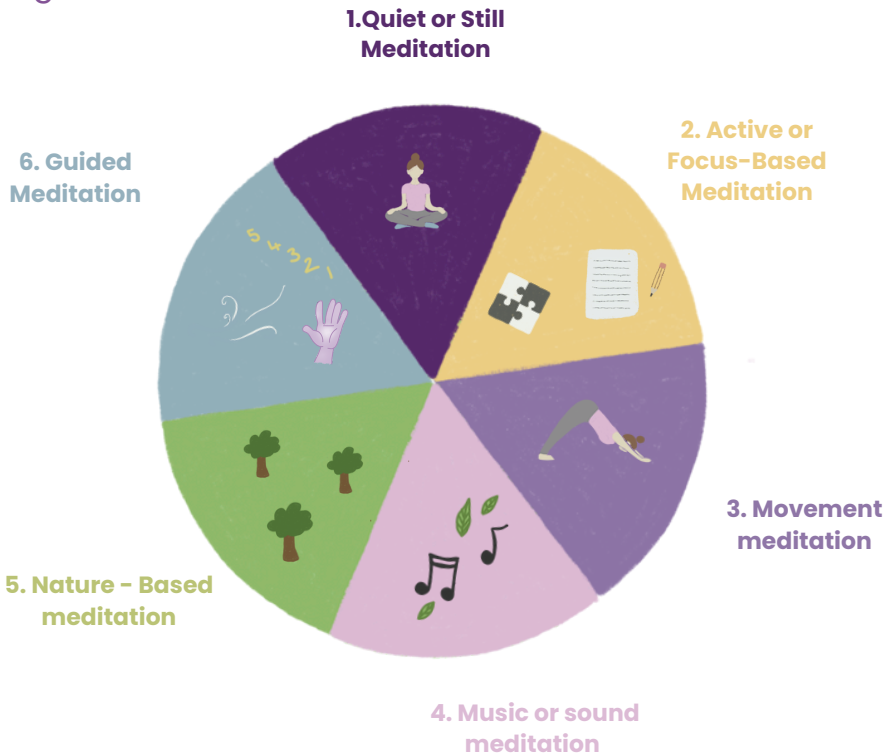 1.Quiet or Still
Meditation
2. Active or
Focus-Based
Meditation
3. Movement
meditation
4. Music or sound
meditation
5. Nature - Based
meditation
6. Guided
Meditation
5 4 3 2 1